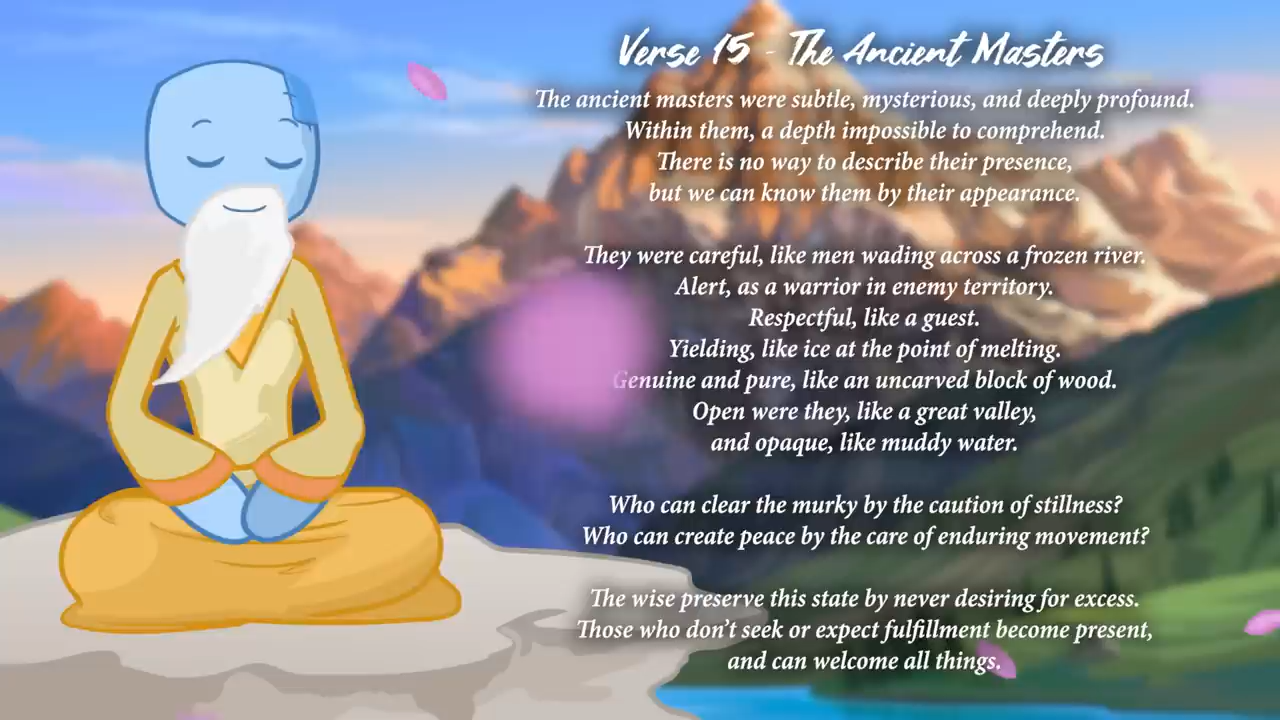 Verse 15 - The Ancient Masters
The ancient masters were subtle, mysterious, and deeply profound.
Within them, a depth impossible to comprehend.
There is no way to describe their presence,
but we can know them by their appearance.
They were careful, like men wading across a frozen river.
Alert, as a warrior in enemy territory.
Respectful, like a guest.
Yielding, like ice at the point of melting.
Genuine and pure, like an uncarved block of wood.
Open were they, like a great valley,
and opaque, like muddy water.
Who can clear the murky by the caution of stillness?
Who can create peace by the care of enduring movement?
The wise preserve this state by never desiring for excess.
Those who don’t seek or expect fulfillment become present,
and can welcome all things.